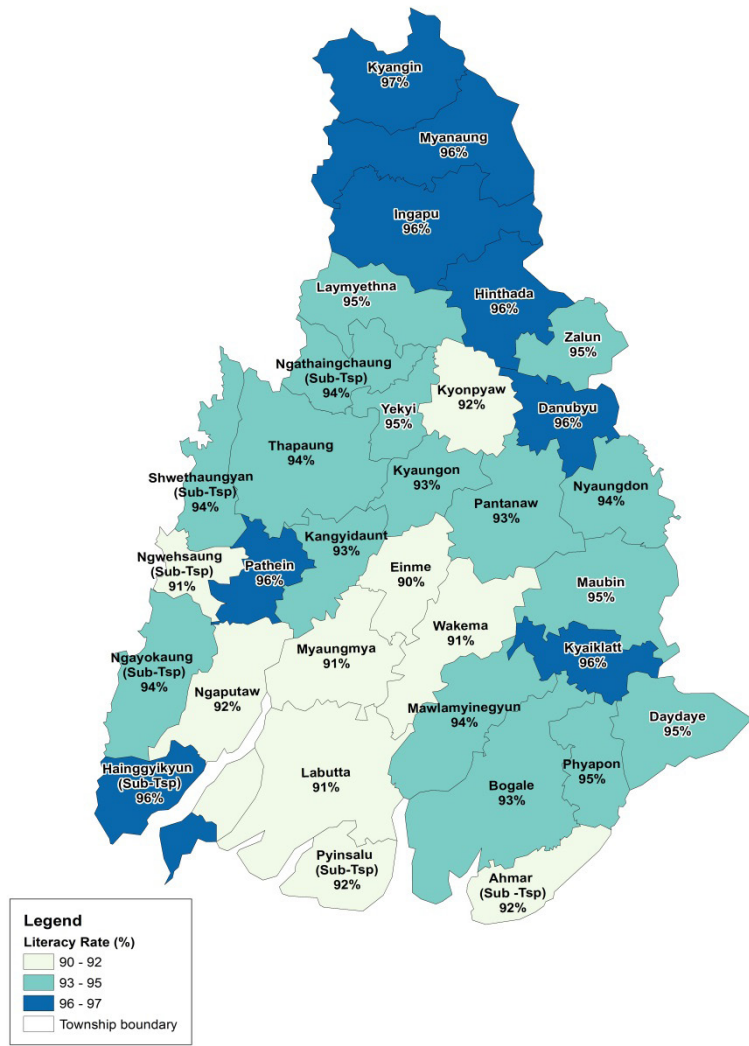 Kyangin
97%
Myanaung
96%
Ingapu
96%
Laymyethna
95%
Hinthada
96%
Zalun
95%
Ngathaingchaung
(Sub-Tsp)
94%
Yekyi
95%
Kyonpyaw
92%
Danubyu
96%
Thapaung
94%
Kyaungon
93%
Shwethaungyan
(Sub-Tsp)
94%
Pantanaw
93%
Nyaungdon
94%
Ngwehsaung
(Sub-Tsp)
91%
Pathein
96%
Kangyidaunt
93%
Einme
90%
Maubin
95%
Wakema
91%
Myaungmya
91%
Kyaiklatt
96%
Ngayokaung
(Sub-Tsp)
94%
Ngaputaw
92%
Mawlamyinegyun
94%
Daydaye
95%
Hainggyikyun
(Sub-Tsp)
96%
Labutta
91%
Bogale
93%
Phyapon
95%
Pyinsalu
(Sub-Tsp)
92%
Ahmar
(Sub -Tsp)
92%
Legend
Literacy Rate (%)
90 - 92
93 - 95
96 - 97
Township boundary